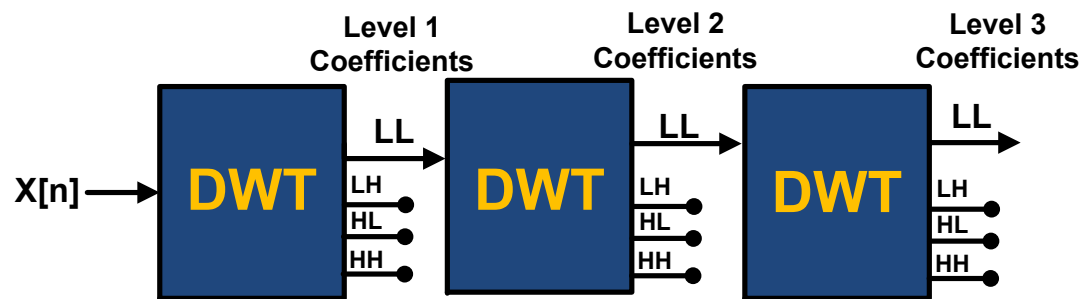 Level 1
Coefficients
Level 2
Coefficients
Level 3
Coefficients
X[n]
DWT
LL
LH
HL
HH
DWT
LL
LH
HL
HH
DWT
LL
LH
HL
HH